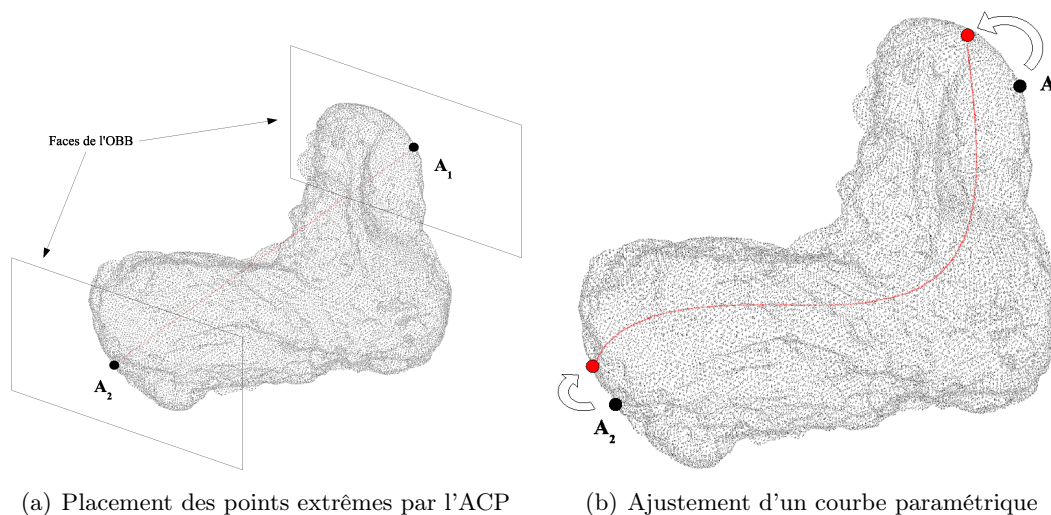 Faces de l'OBB
A1
A2
A
A2
(a) Placement des points extrêmes par l'ACP
(b) Ajustement d'un courbe paramétrique